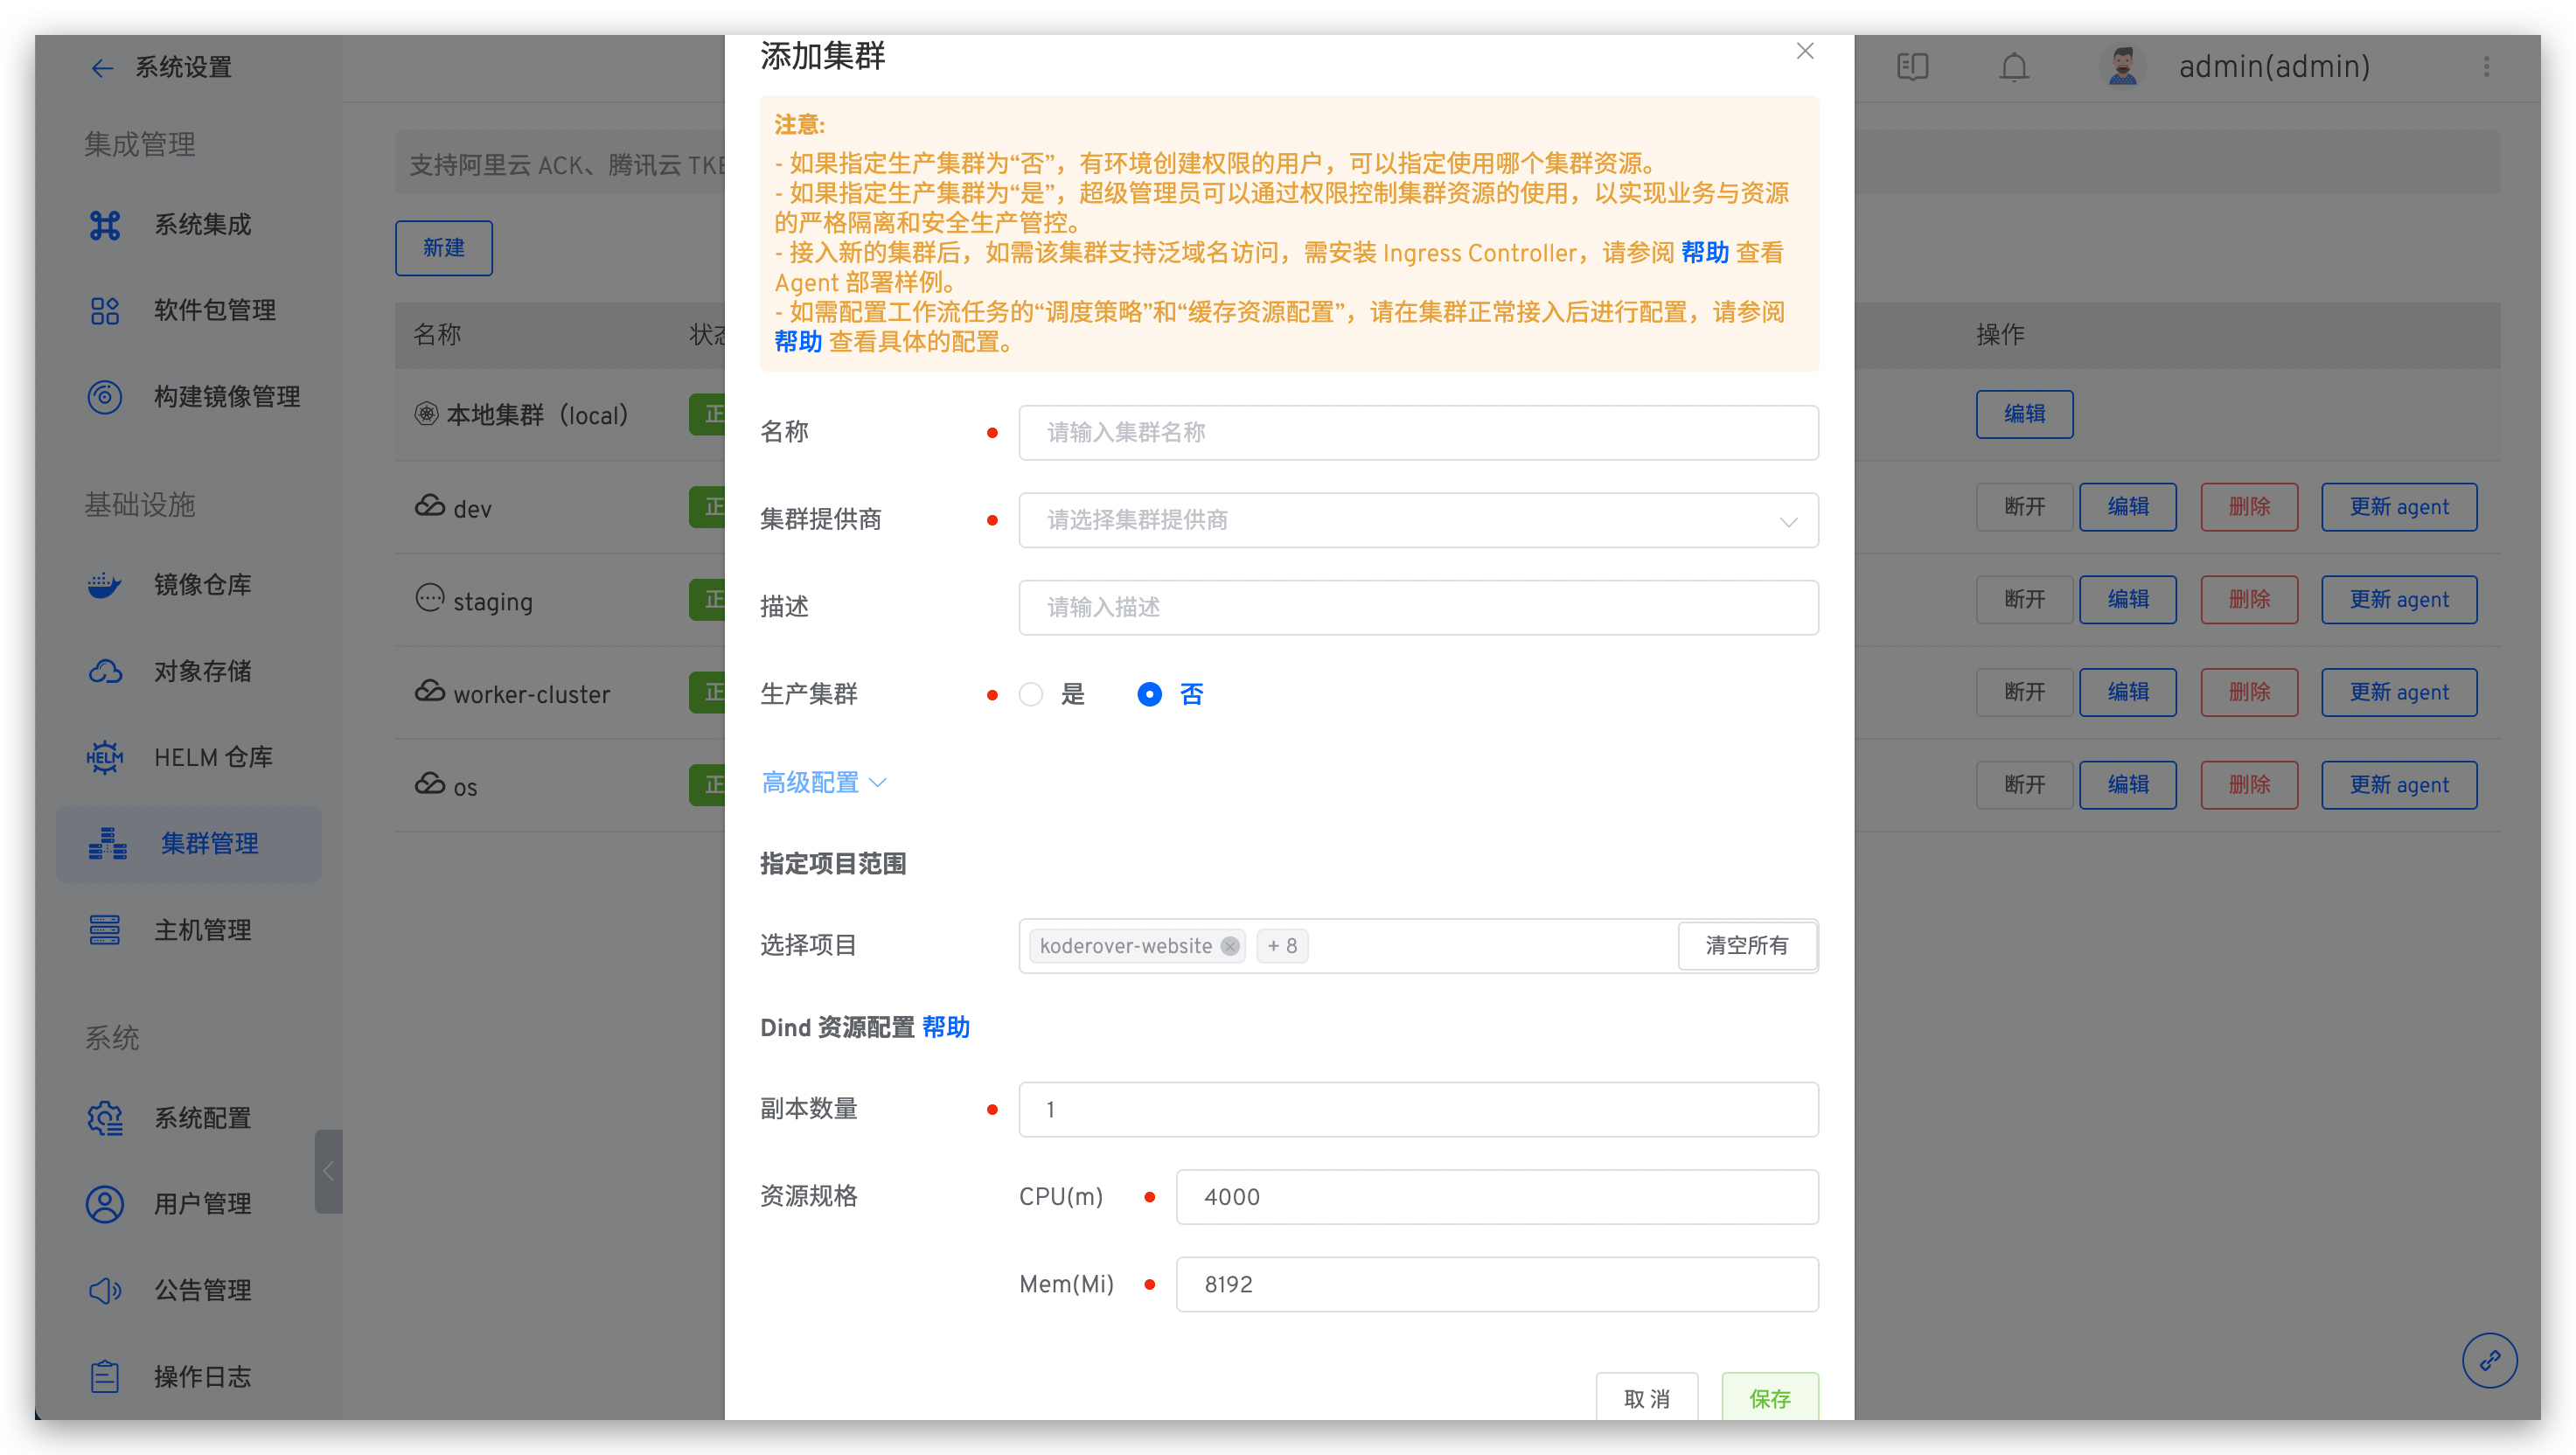 系统设置
集成管理
系统集成
软件包管理
构建镜像管理
基础设施
镜像仓库
对象存储
HELM
HELM 仓库
集群管理
主机管理
系统
系统配置
用户管理
公告管理
操作日志
admin(admin)
支持阿里云 ACK、腾讯云 TKE
新建
名称
状态
操作
本地集群（local）
正
编辑
dev
正
断开
编辑
删除
更新 agent
staging
正
断开
编辑
删除
更新 agent
worker-cluster
正
断开
编辑
删除
更新 agent
os
正
断开
编辑
删除
更新 agent
添加集群
注意:
- 如果指定生产集群为“否”，有环境创建权限的用户，可以指定使用哪个集群资源。
- 如果指定生产集群为“是”，超级管理员可以通过权限控制集群资源的使用，以实现业务与资源
的严格隔离和安全生产管控。
- 接入新的集群后，如需该集群支持泛域名访问，需安装 Ingress Controller，请参阅 帮助 查看
Agent 部署样例。
- 如需配置工作流任务的“调度策略”和“缓存资源配置”，请在集群正常接入后进行配置，请参阅
帮助 查看具体的配置。
名称
请输入集群名称
集群提供商
请选择集群提供商
描述
请输入描述
生产集群
是
否
高级配置
指定项目范围
选择项目
koderover-website
+ 8
清空所有
Dind 资源配置 帮助
副本数量
1
资源规格
CPU(m)
4000
Mem(Mi)
8192
取 消
保存